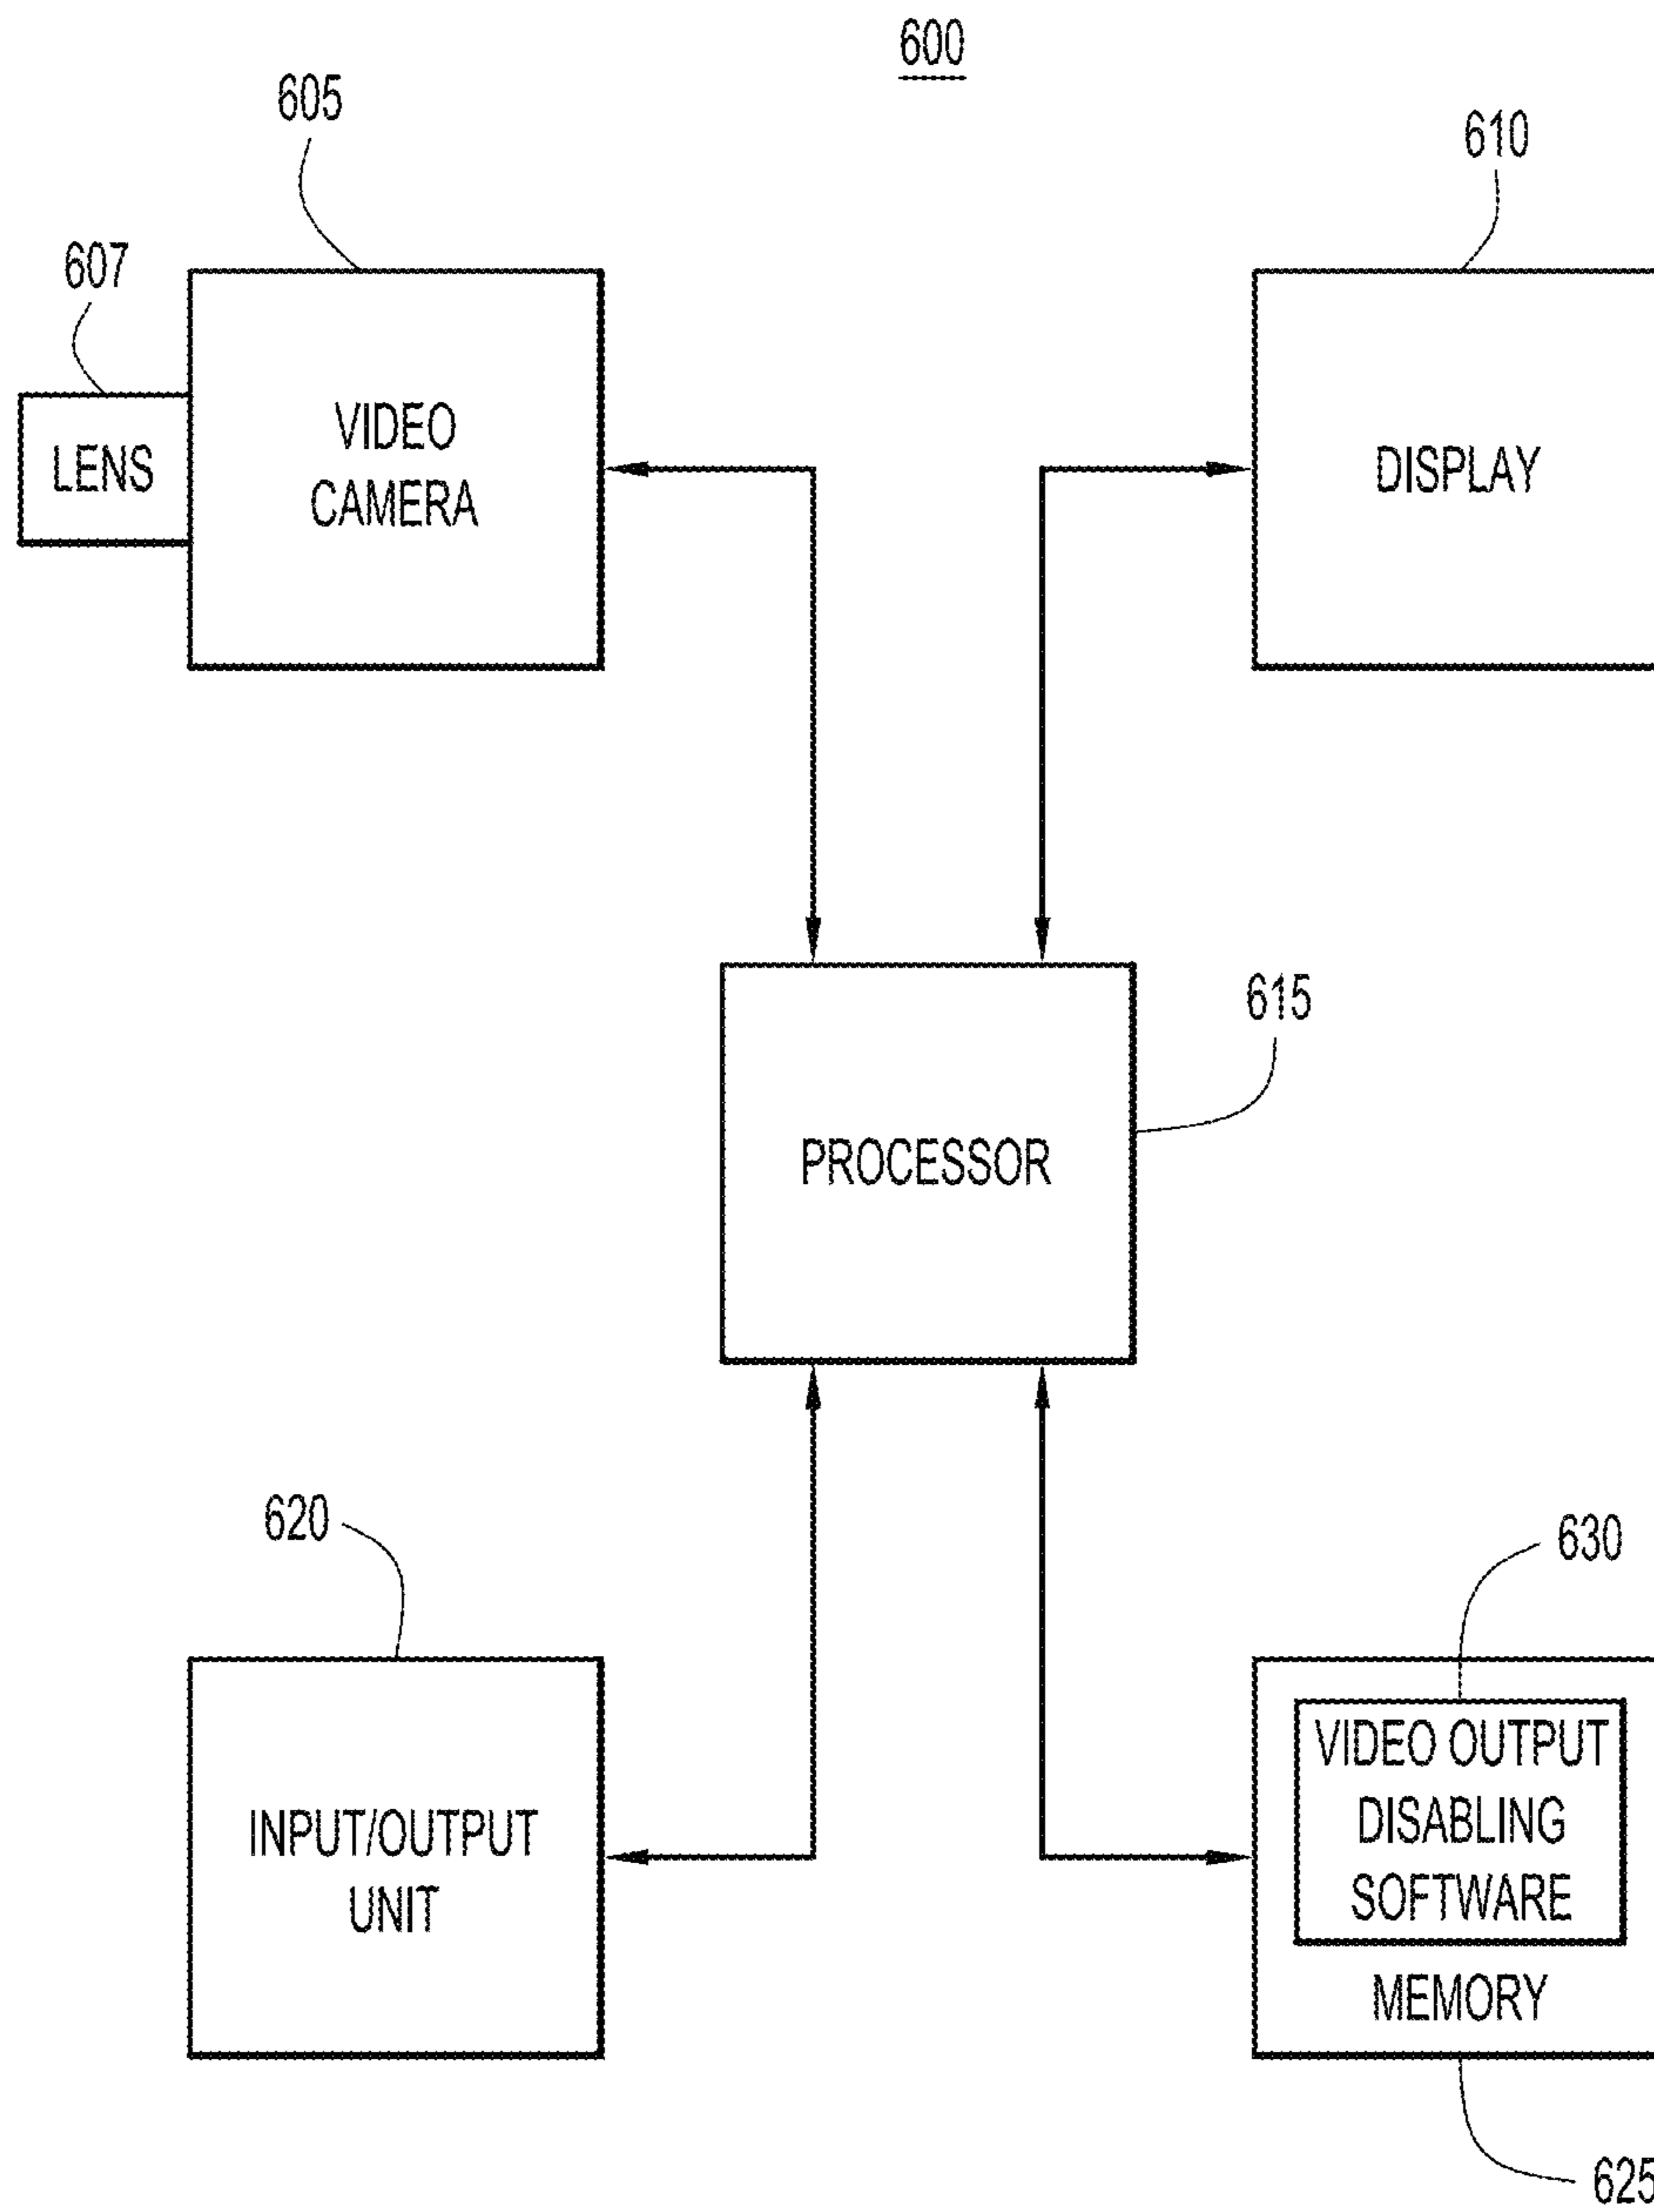 600
605
610
607
VIDEO
CAMERA
LENS
DISPLAY
615
PROCESSOR
620
630
INPUT/OUTPUT
UNIT
VIDEO OUTPUT
DISABLING
SOFTWARE
MEMORY
625